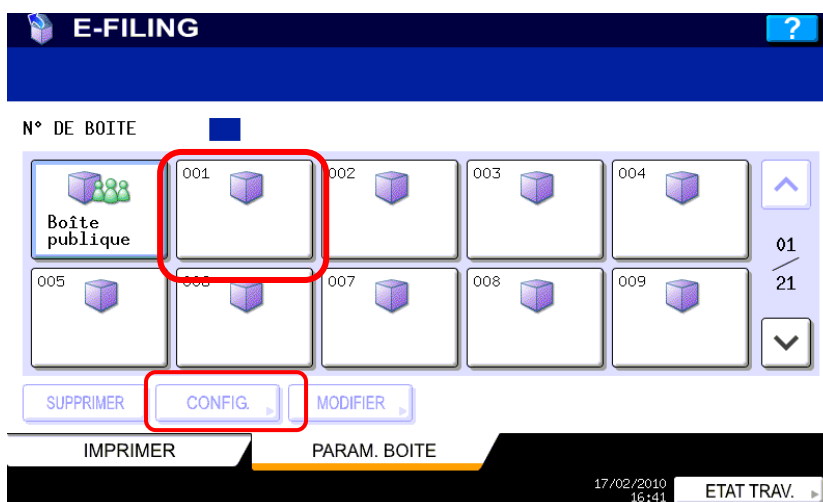 E-FILING
?
N° DE BOITE
Boîte
publique
001
002
003
004
01
005
006
007
008
009
21
SUPPRIMER
CONFIG.
MODIFIER
IMPRIMER
PARAM. BOITE
17/02/2010
16:41
ETAT TRAV.